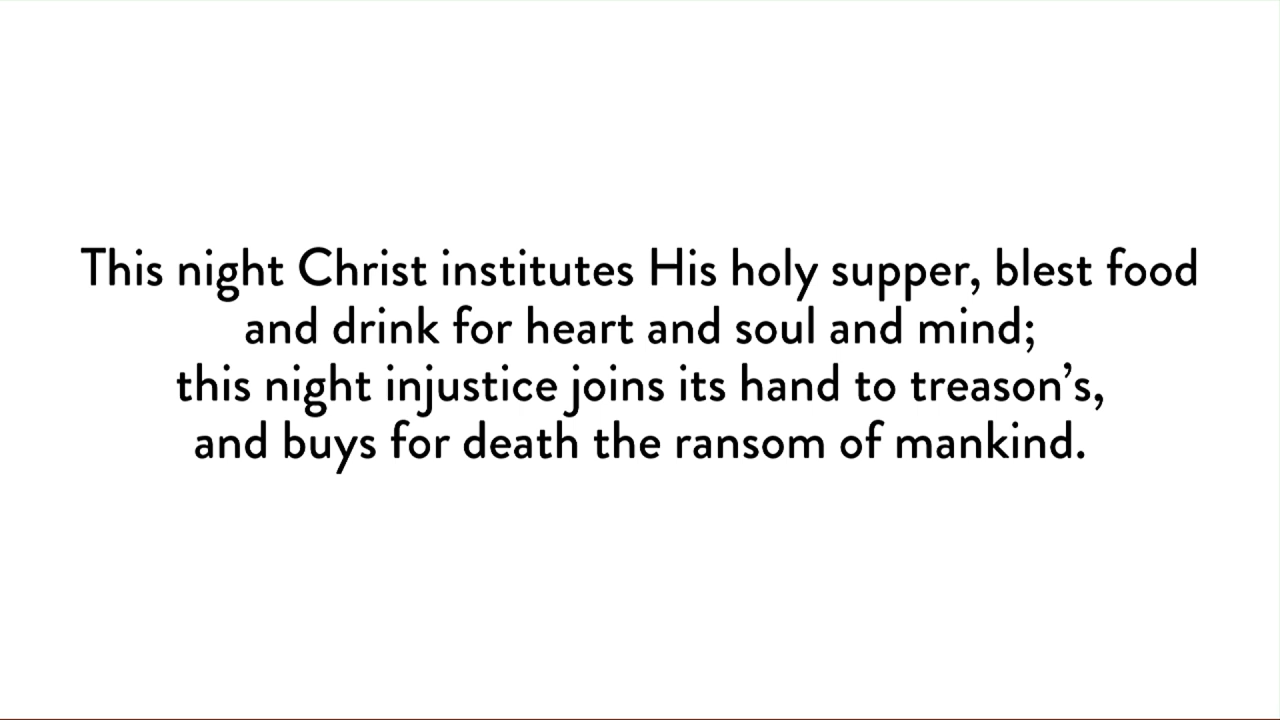 This night Christ institutes His holy supper, blest food
and drink for heart and soul and mind;
this night injustice joins its hand to treason’s,
and buys for death the ransom of mankind.